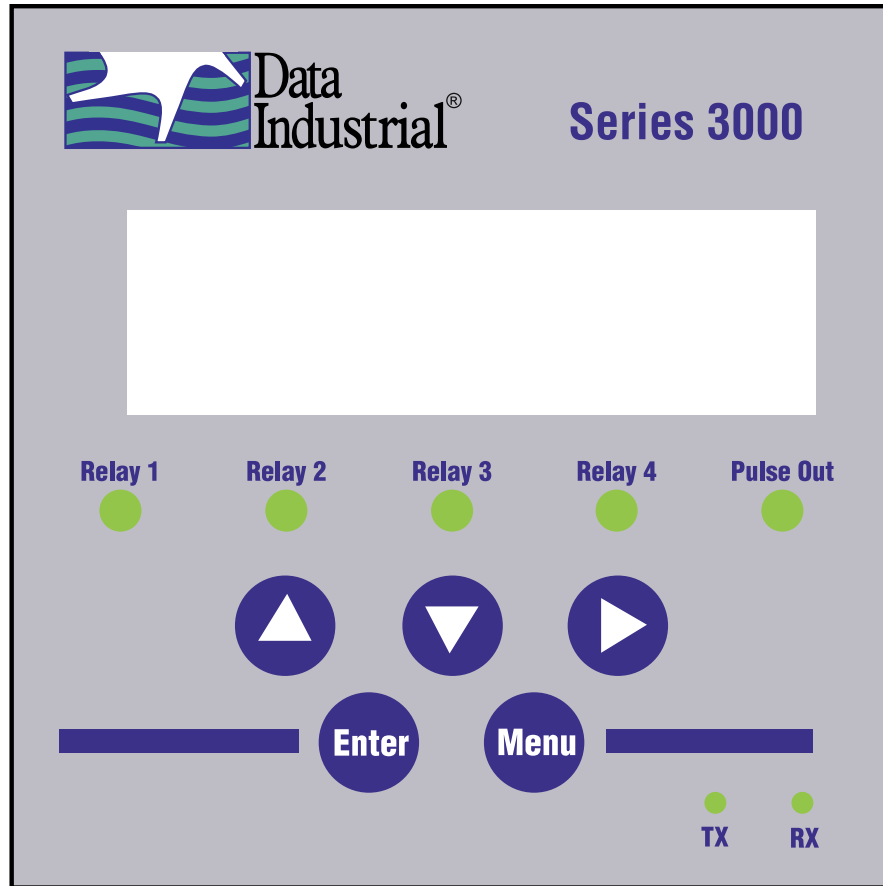 Data
Industrial®
Series 3000
Relay 1 Relay 2 Relay 3 Relay 4 Pulse Out
Enter Menu
TX RX